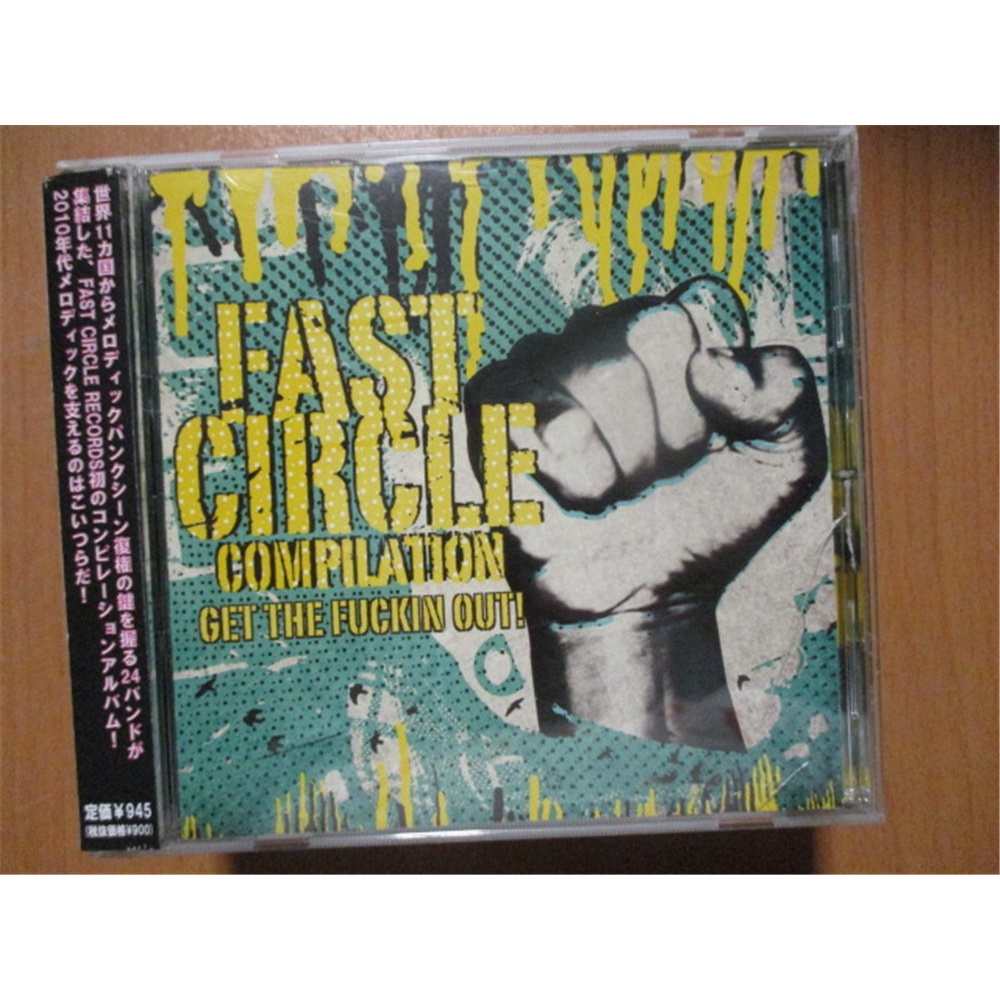 世界11カ国からメロディックパンクシーン復権の鍵を握る24バンドが
集結した、FAST CIRCLE RECORDS初のコンピレーションアルバム！
2010年代メロディックを支えるのはこいつらだ！
定価￥945
(税抜価格￥900)
FAST
CIRCLE
COMPILATION
GET THE FUCKIN OUT!